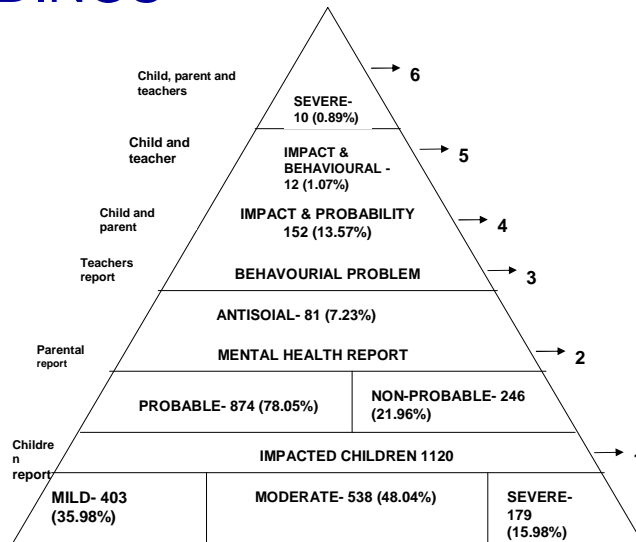 DINGS
Child, parent and
teachers
6
SEVERE-
10 (0.89%)
Child and
teacher
IMPACT &
BEHAVIOURAL -
12 (1.07%)
5
Child and
parent
IMPACT & PROBABILITY
152 (13.57%)
4
Teachers
report
BEHAVOURIAL PROBLEM
3
ANTISOIAL- 81 (7.23%)
Parental
report
MENTAL HEALTH REPORT
2
PROBABLE- 874 (78.05%)
NON-PROBABLE- 246
(21.96%)
Childre
n
report
IMPACTED CHILDREN 1120
MILD- 403
(35.98%)
MODERATE- 538 (48.04%)
SEVERE-
179
(15.98%)